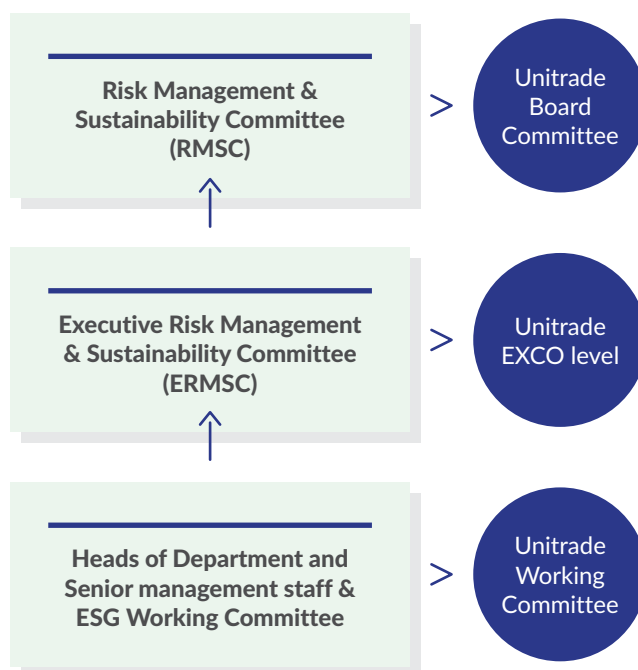 Risk Management &
Sustainability Committee
(RMSC)
>
Unitrade
Board
Committee
Executive Risk Management
& Sustainability Committee
(ERMSC)
>
Unitrade
EXCO level
Heads of Department and
Senior management staff &
ESG Working Committee
>
Unitrade
Working
Committee